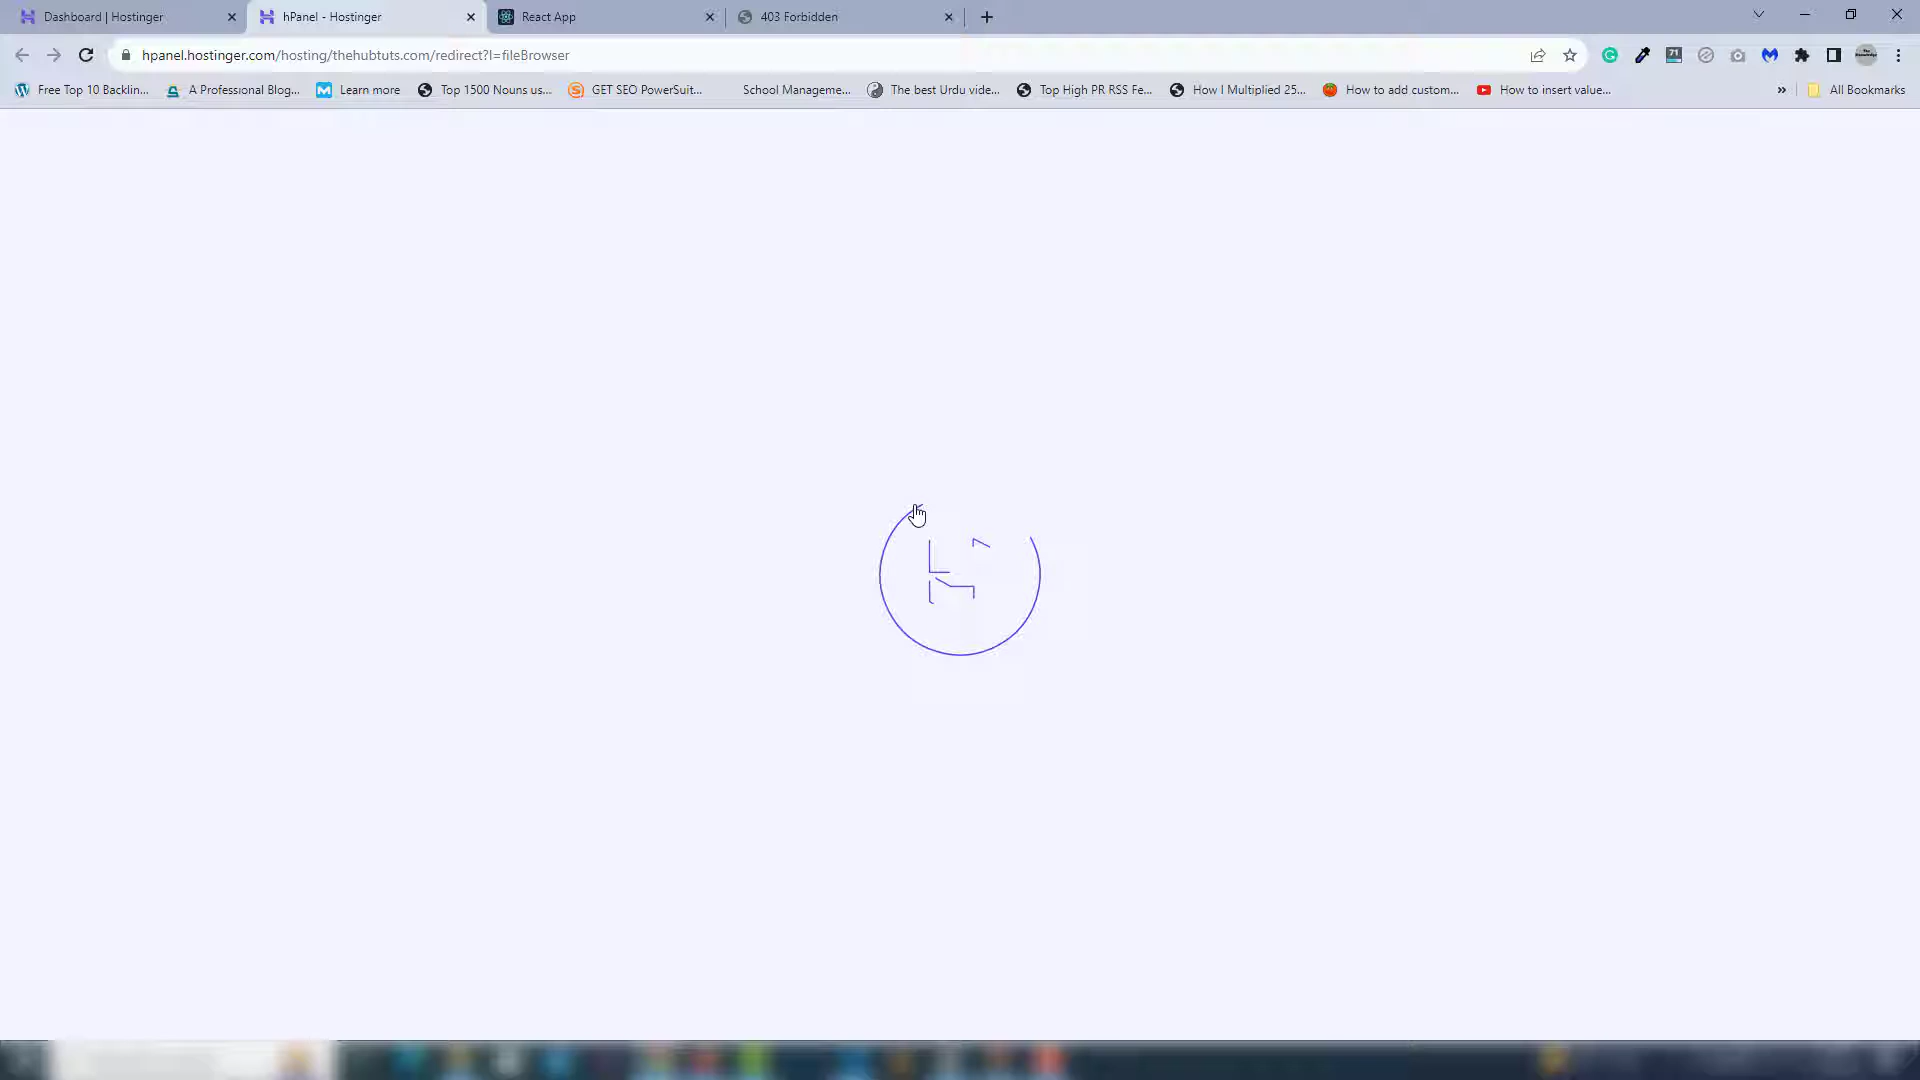 Dashboard | Hostinger
hPanel - Hostinger
React App
403 Forbidden
hpanel.hostinger.com/hosting/thehubtuts.com/redirect?l=fileBrowser
71
Free Top 10 Backlin...
A Professional Blog...
Learn more
Top 1500 Nouns us...
GET SEO PowerSuit...
School Manageme...
The best Urdu vide...
Top High PR RSS Fe...
How I Multiplied 25...
How to add custom...
How to insert value...
All Bookmarks